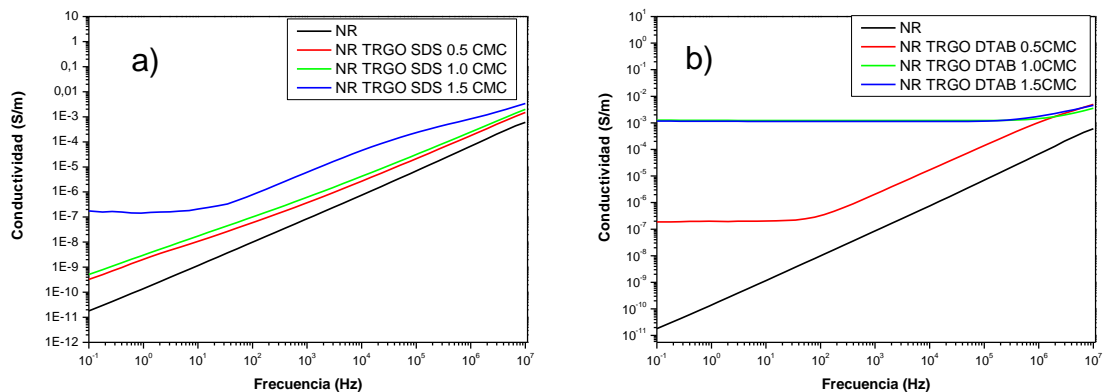 a)
NR
NR TRGO SDS 0.5 CMC
NR TRGO SDS 1.0 CMC
NR TRGO SDS 1.5 CMC
Conductividad (S/m)
10
1
0,1
0,01
1E-3
1E-4
1E-5
1E-6
1E-7
1E-8
1E-9
1E-10
1E-11
1E-12
10⁻¹ 10⁰ 10¹ 10² 10³ 10⁴ 10⁵ 10⁶ 10⁷
Frecuencia (Hz)
b)
NR
NR TRGO DTAB 0.5CMC
NR TRGO DTAB 1.0CMC
NR TRGO DTAB 1.5CMC
Conductividad (S/m)
10¹
10⁰
10⁻¹
10⁻²
10⁻³
10⁻⁴
10⁻⁵
10⁻⁶
10⁻⁷
10⁻⁸
10⁻⁹
10⁻¹⁰
10⁻¹¹
10⁻¹ 10⁰ 10¹ 10² 10³ 10⁴ 10⁵ 10⁶ 10⁷
Frecuencia (Hz)